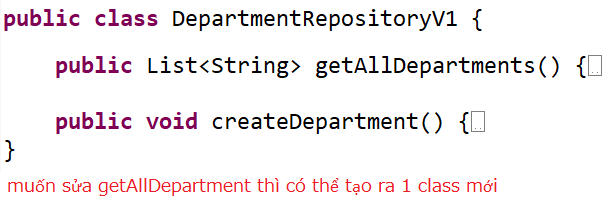 public class DepartmentRepositoryV1 {
public List<String> getAllDepartments() {..
public void createDepartment() {..
}
muốn sửa getAllDepartment thì có thể tạo ra 1 class mới